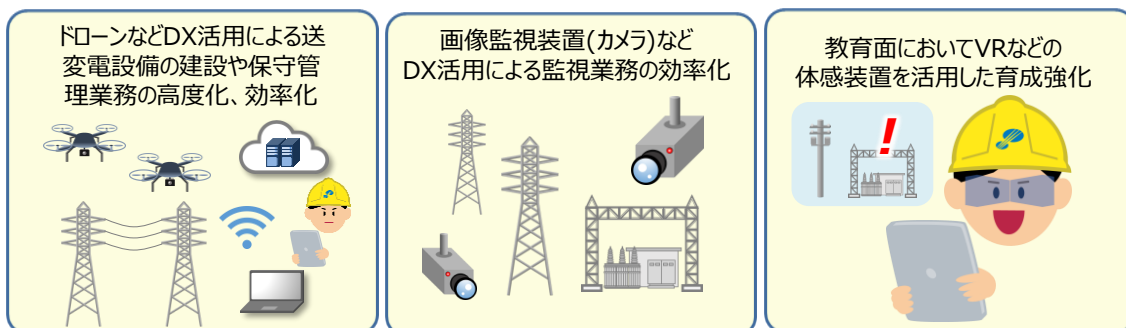 ドローンなどDX活用による送
変電設備の建設や保守管
理業務の高度化、効率化
画像監視装置(カメラ)など
DX活用による監視業務の効率化
教育面においてVRなどの
体感装置を活用した育成強化
!